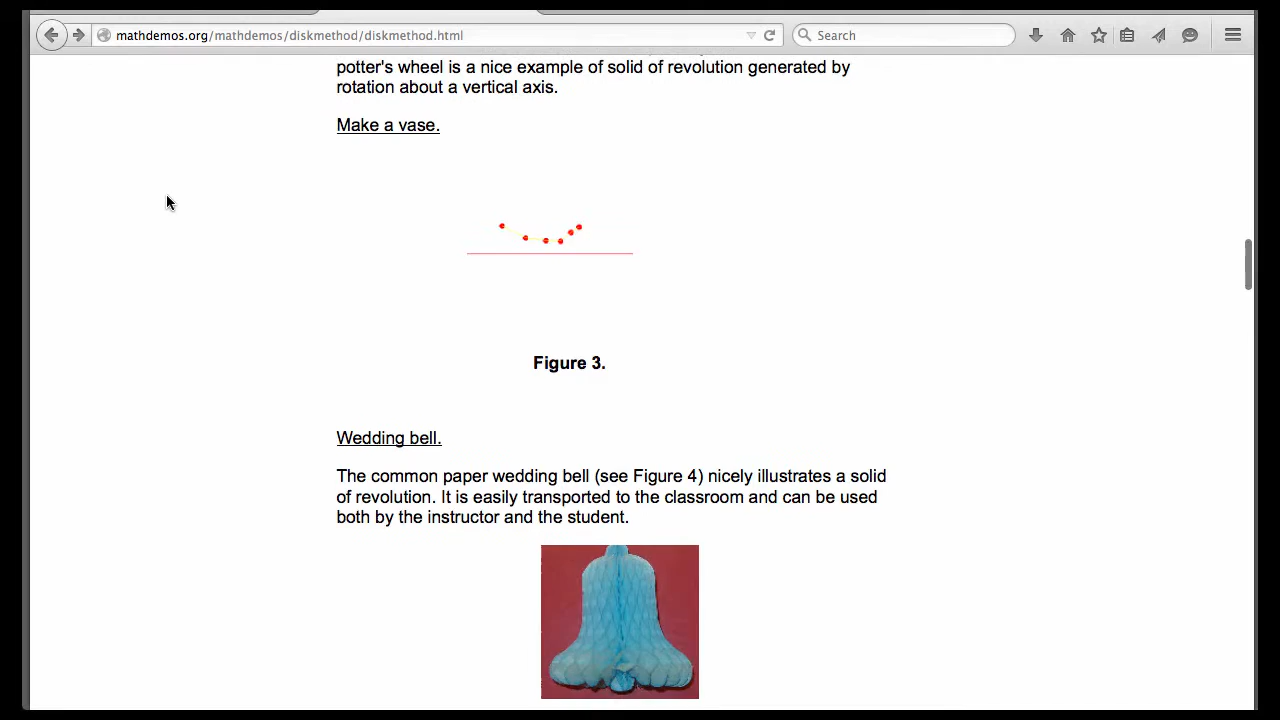 mathdemos.org/mathdemos/diskmethod/diskmethod.html
Search
potter's wheel is a nice example of solid of revolution generated by
rotation about a vertical axis.
Make a vase.
Figure 3.
Wedding bell.
The common paper wedding bell (see Figure 4) nicely illustrates a solid
of revolution. It is easily transported to the classroom and can be used
both by the instructor and the student.